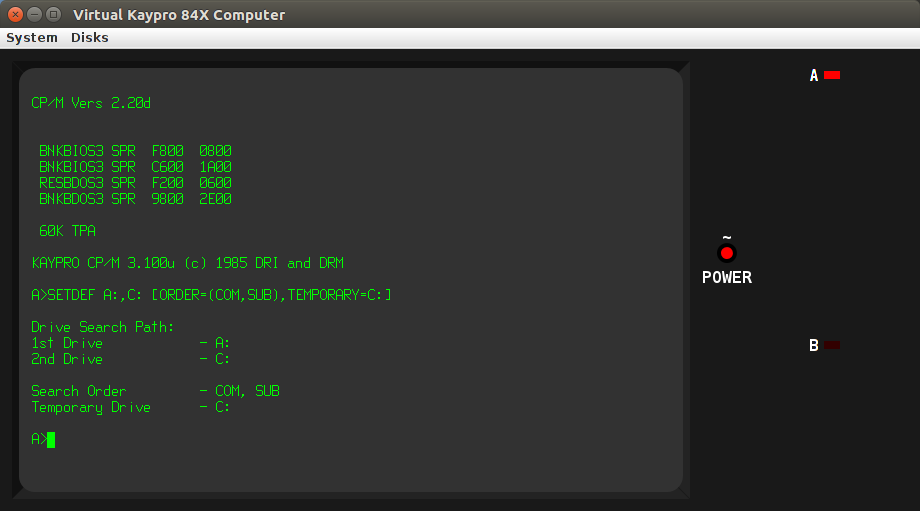 Virtual Kaypro 84X Computer
System Disks
CP/M Vers 2.20d
BNKBIOS3 SPR F800 0800
BNKBIOS3 SPR C600 1A00
RESBDOS3 SPR F200 0600
BNKBDOS3 SPR 9800 2E00
60K TPA
KAYPRO CP/M 3.100u (c) 1985 DRI and DRM
A>SETDEF A:,C: [ORDER=(COM,SUB),TEMPORARY=C:]
Drive Search Path:
1st Drive - A:
2nd Drive - C:
Search Order - COM, SUB
Temporary Drive - C:
A>
A
~
POWER
B